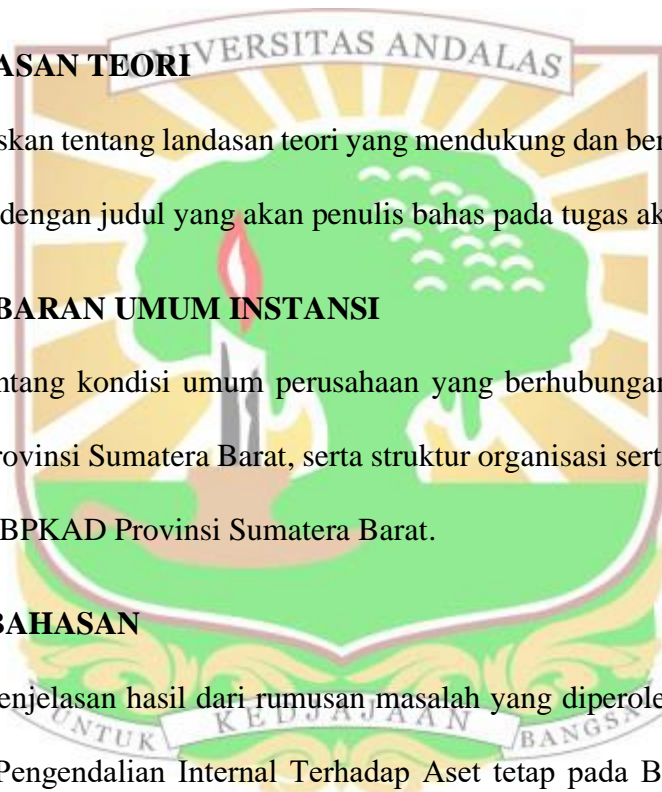 UNIVERSITAS ANDALAS
ASAN TEORI
skan tentang landasan teori yang mendukung dan ber
dengan judul yang akan penulis bahas pada tugas ak
BARAN UMUM INSTANSI
ntang kondisi umum perusahaan yang berhubungan
rovinsi Sumatera Barat, serta struktur organisasi sert
BPKAD Provinsi Sumatera Barat.
BAHASAN
enjelasan hasil dari rumusan masalah yang diperole
UNTUK KEDJAJAAN BANGSA
Pengendalian Internal Terhadap Aset tetap pada B